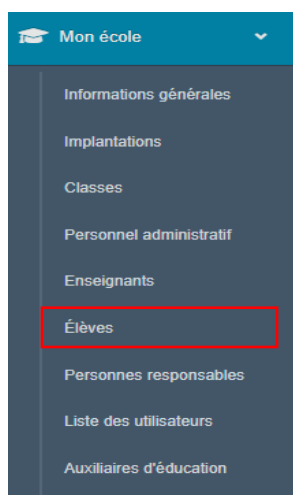 Mon école
Informations générales
Implantations
Classes
Personnel administratif
Enseignants
Élèves
Personnes responsables
Liste des utilisateurs
Auxiliaires d'éducation